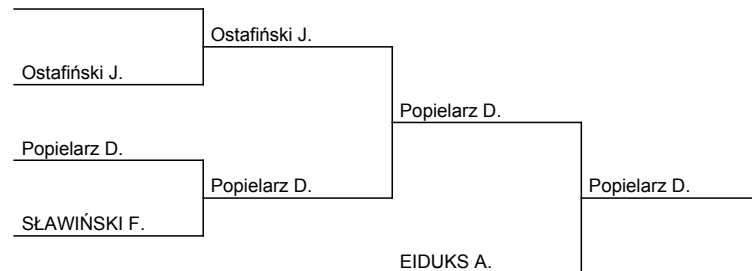 Ostafiński J.
Ostafiński J.
Popielarz D.
Popielarz D.
Popielarz D.
Popielarz D.
SŁAWIŃSKI F.
EIDUKS A.